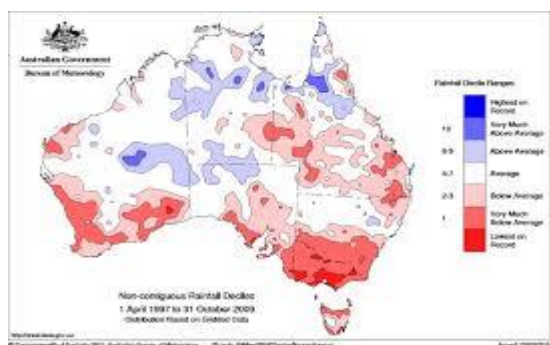 Australian Government
Bureau of Meteorology
Rainfall Decile Ranges
Highest on
Record
10
Very Much
Above Average
8-9
Above Average
4-7
Average
2-3
Below Average
1
Very Much
Below Average
Lowest on
Record
Non-contiguous Rainfall Deciles
1 April 1997 to 31 October 2009
Distribution Based on Gridded Data